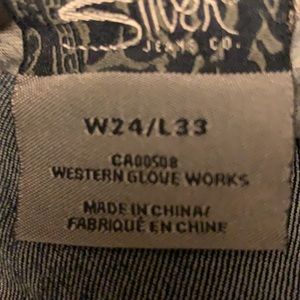 Silver
JEANS CO.
W24/L33
CA00508
WESTERN GLOVE WORKS
MADE IN CHINA/
FABRIQUÉ EN CHINE